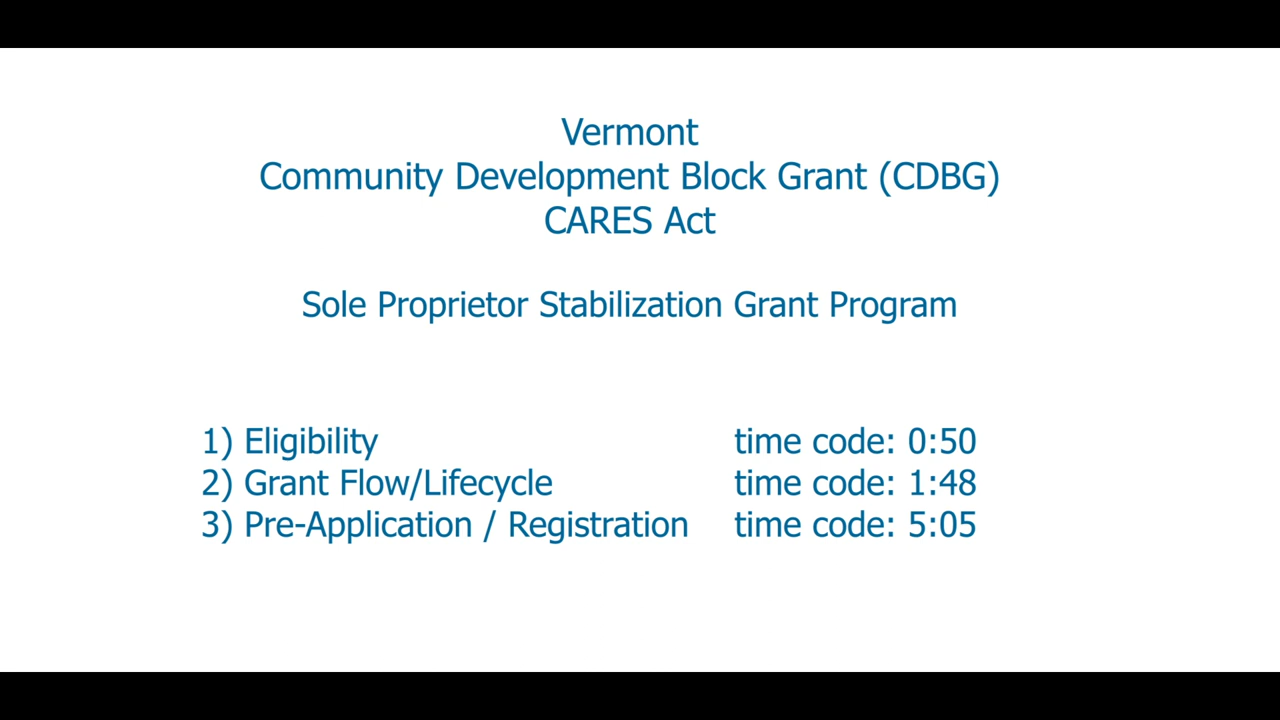 Vermont
Community Development Block Grant (CDBG)
CARES Act
Sole Proprietor Stabilization Grant Program
1) Eligibility time code: 0:50
2) Grant Flow/Lifecycle time code: 1:48
3) Pre-Application / Registration time code: 5:05